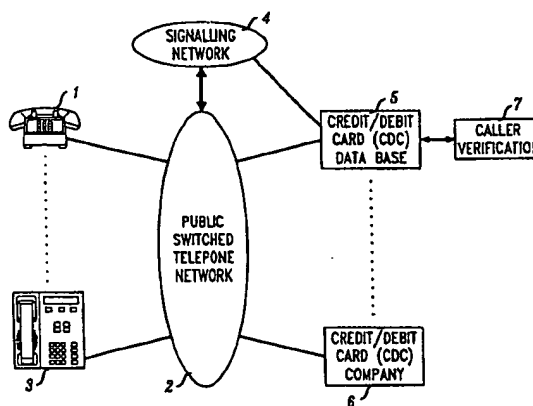 4
SIGNALLING
NETWORK
1
5
7
CREDIT/DEBIT
CARD (CDC)
DATA BASE
CALLER
VERIFICATION
PUBLIC
SWITCHED
TELEPONE
NETWORK
CREDIT/DEBIT
CARD (CDC)
COMPANY
3
2
6